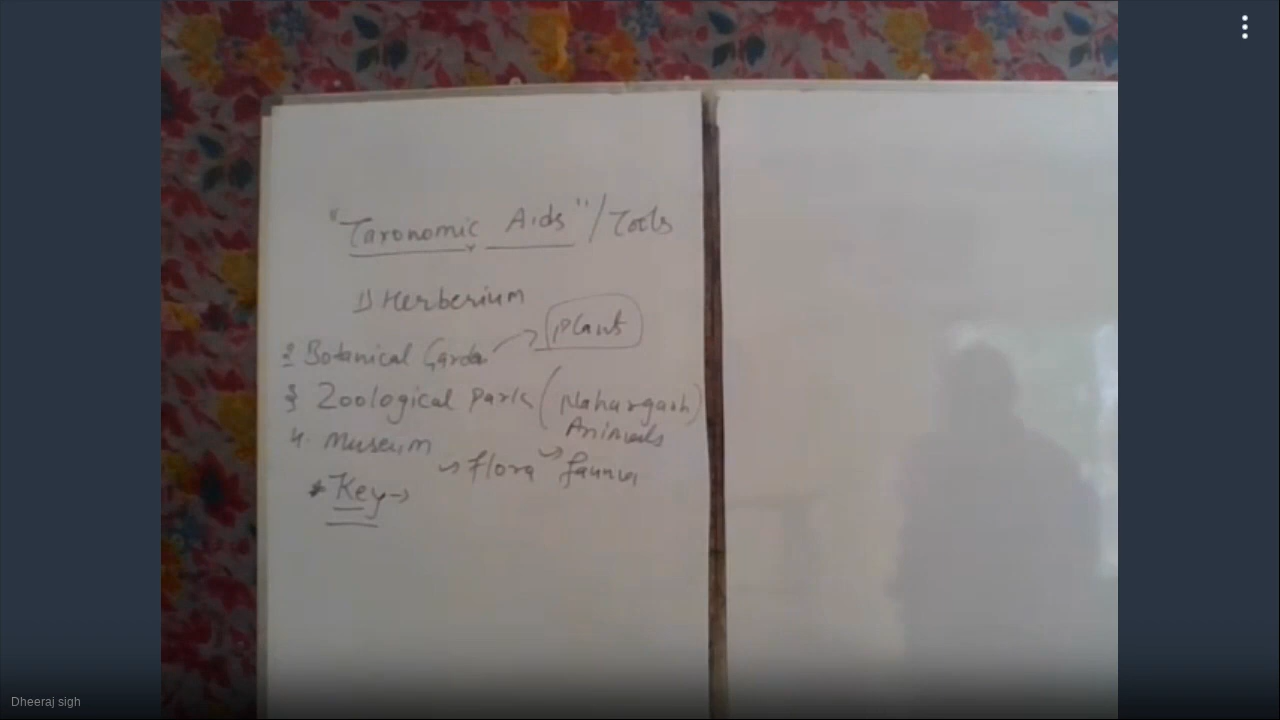 "Taxonomic Aids" / Tools
1) Herberium
2 Botanical Garden → Plants
3 Zoological Park (Nahargarh)
Animals
4. Museum
→ flora → fauna
* Key →
Dheeraj sigh